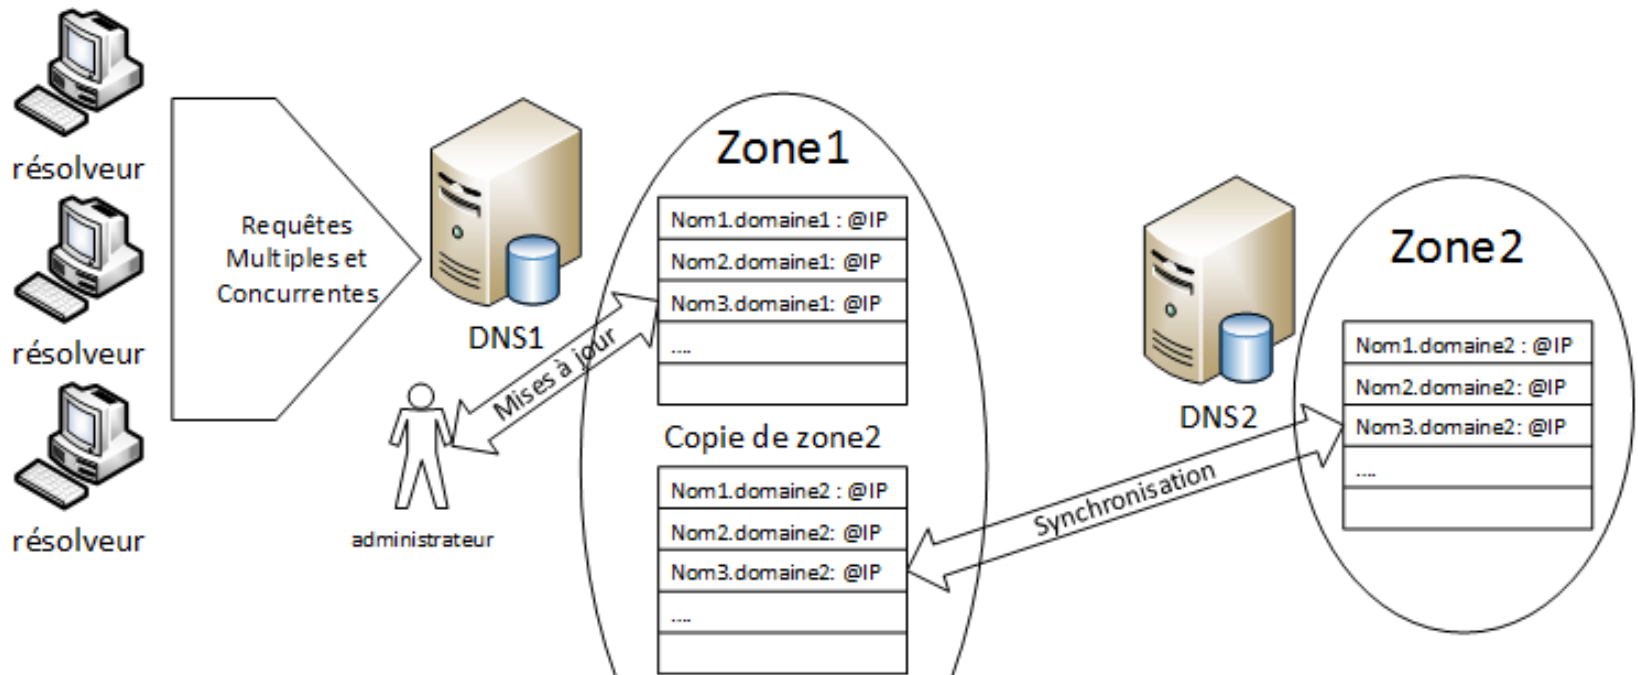 résolveur
résolveur
résolveur
Requêtes
Multiples et
Concurrentes
DNS1
administrateur
Mises à jour
Zone1
Nom1.domaine1 : @IP
Nom2.domaine1: @IP
Nom3.domaine1: @IP
....
Copie de zone2
Nom1.domaine2 : @IP
Nom2.domaine2: @IP
Nom3.domaine2: @IP
....
Synchronisation
DNS2
Zone2
Nom1.domaine2 : @IP
Nom2.domaine2: @IP
Nom3.domaine2: @IP
....